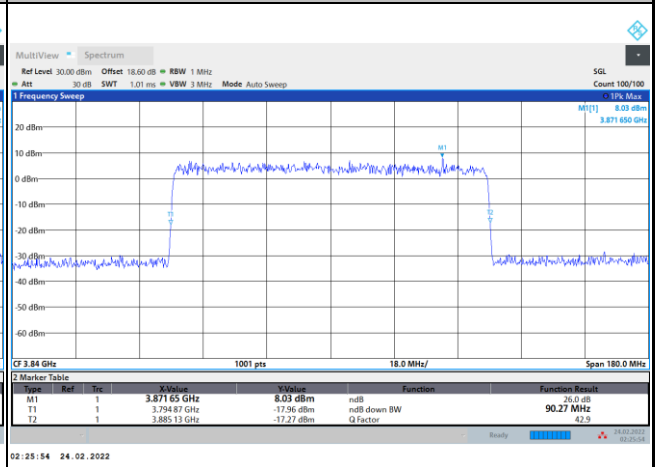 MultiView Spectrum
Ref Level 30.00 dBm Offset 18.60 dB RBW 1 MHz SGL
Att 30 dB SWT 1.01 ms VBW 3 MHz Mode Auto Sweep Count 100/100
1 Frequency Sweep 1Pk Max
M1[1] 8.03 dBm
3.871 650 GHz
20 dBm
M1
10 dBm
0 dBm
-10 dBm
T1 T2
-20 dBm
-30 dBm
-40 dBm
-50 dBm
-60 dBm
CF 3.84 GHz 1001 pts 18.0 MHz/ Span 180.0 MHz
2 Marker Table
Type Ref Trc X-Value Y-Value Function Function Result
M1 1 3.871 65 GHz 8.03 dBm ndB 26.0 dB
T1 1 3.794 87 GHz -17.96 dBm ndB down BW 90.27 MHz
T2 1 3.885 13 GHz -17.27 dBm Q Factor 42.9
Ready 24.02.2022
02:25:54
02:25:54 24.02.2022